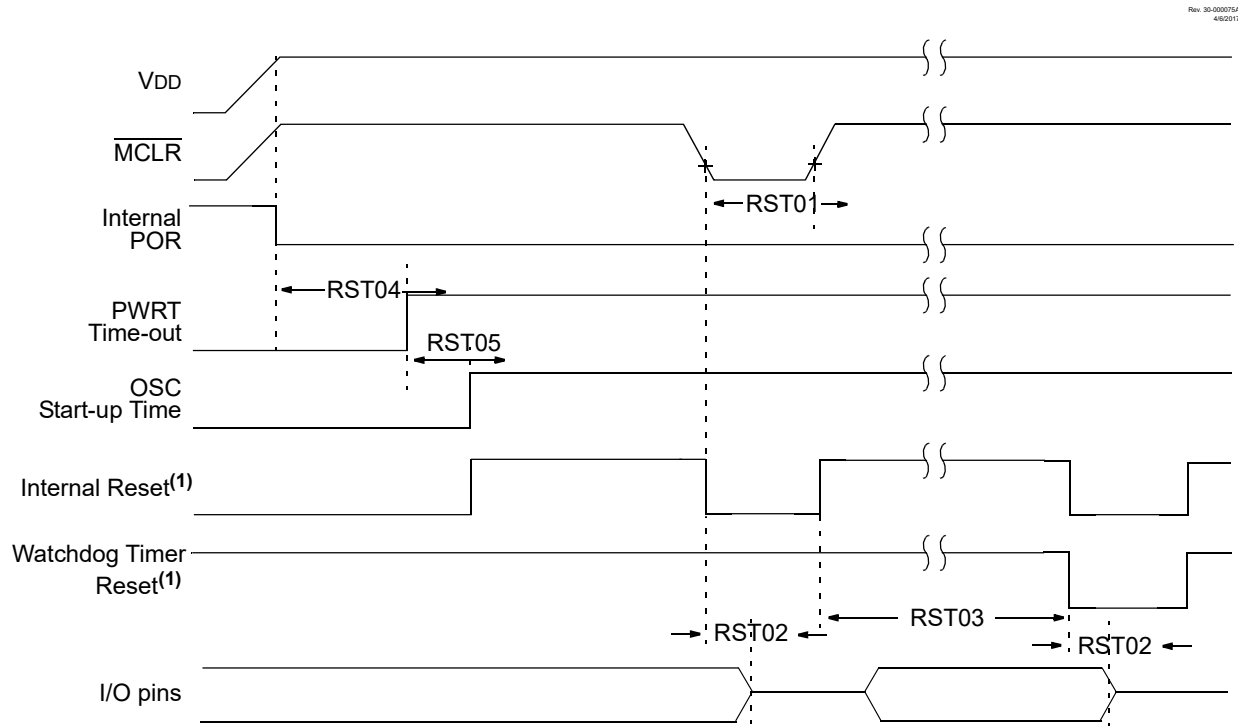 Rev. 30-000075A
4/6/2017
VDD
MCLR
RST01
Internal
POR
RST04
PWRT
Time-out
RST05
OSC
Start-up Time
Internal Reset(1)
Watchdog Timer
Reset(1)
RST03
RST02
RST02
I/O pins